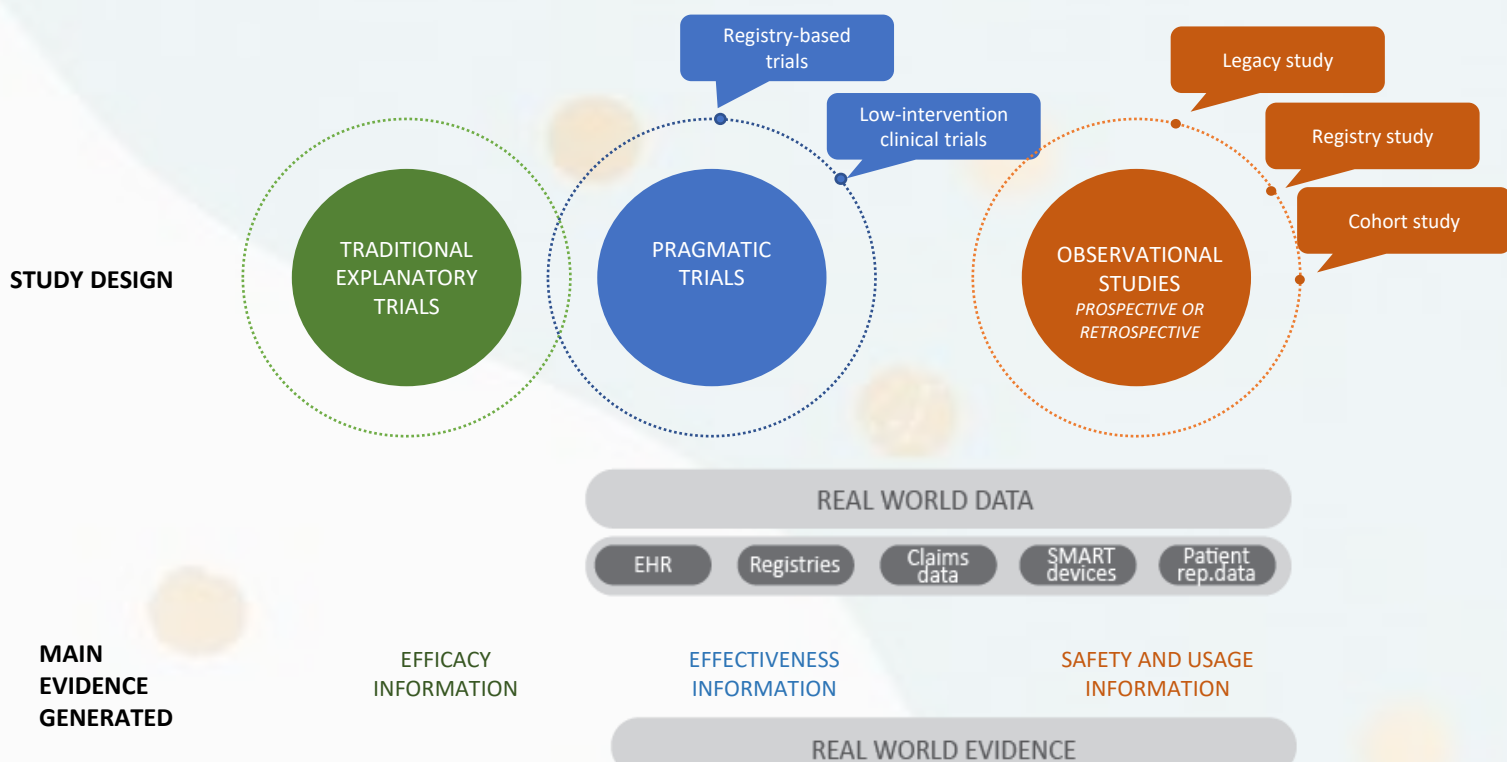 Registry-based
trials
Legacy study
Low-intervention
clinical trials
Registry study
Cohort study
STUDY DESIGN
TRADITIONAL
EXPLANATORY
TRIALS
PRAGMATIC
TRIALS
OBSERVATIONAL
STUDIES
PROSPECTIVE OR
RETROSPECTIVE
REAL WORLD DATA
EHR
Registries
Claims
data
SMART
devices
Patient
rep.data
MAIN
EVIDENCE
GENERATED
EFFICACY
INFORMATION
EFFECTIVENESS
INFORMATION
SAFETY AND USAGE
INFORMATION
REAL WORLD EVIDENCE